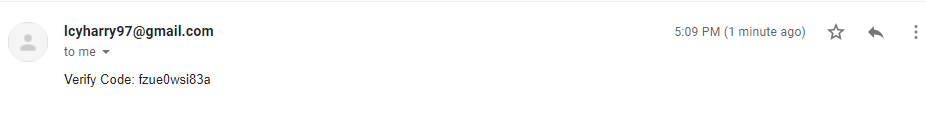 lcyharry97@gmail.com
5:09 PM (1 minute ago)
to me
Verify Code: fzue0wsi83a